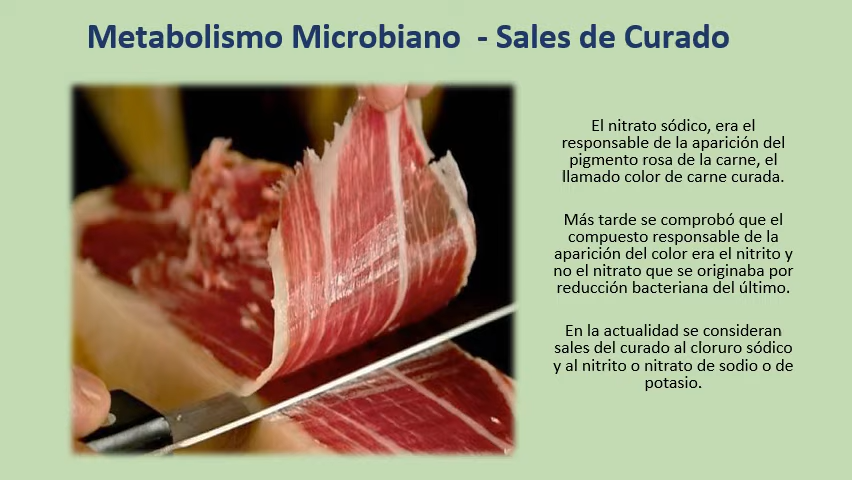 Metabolismo Microbiano - Sales de Curado
El nitrato sódico, era el
responsable de la aparición del
pigmento rosa de la carne, el
llamado color de carne curada.
Más tarde se comprobó que el
compuesto responsable de la
aparición del color era el nitrito y
no el nitrato que se originaba por
reducción bacteriana del último.
En la actualidad se consideran
sales del curado al cloruro sódico
y al nitrito o nitrato de sodio o de
potasio.